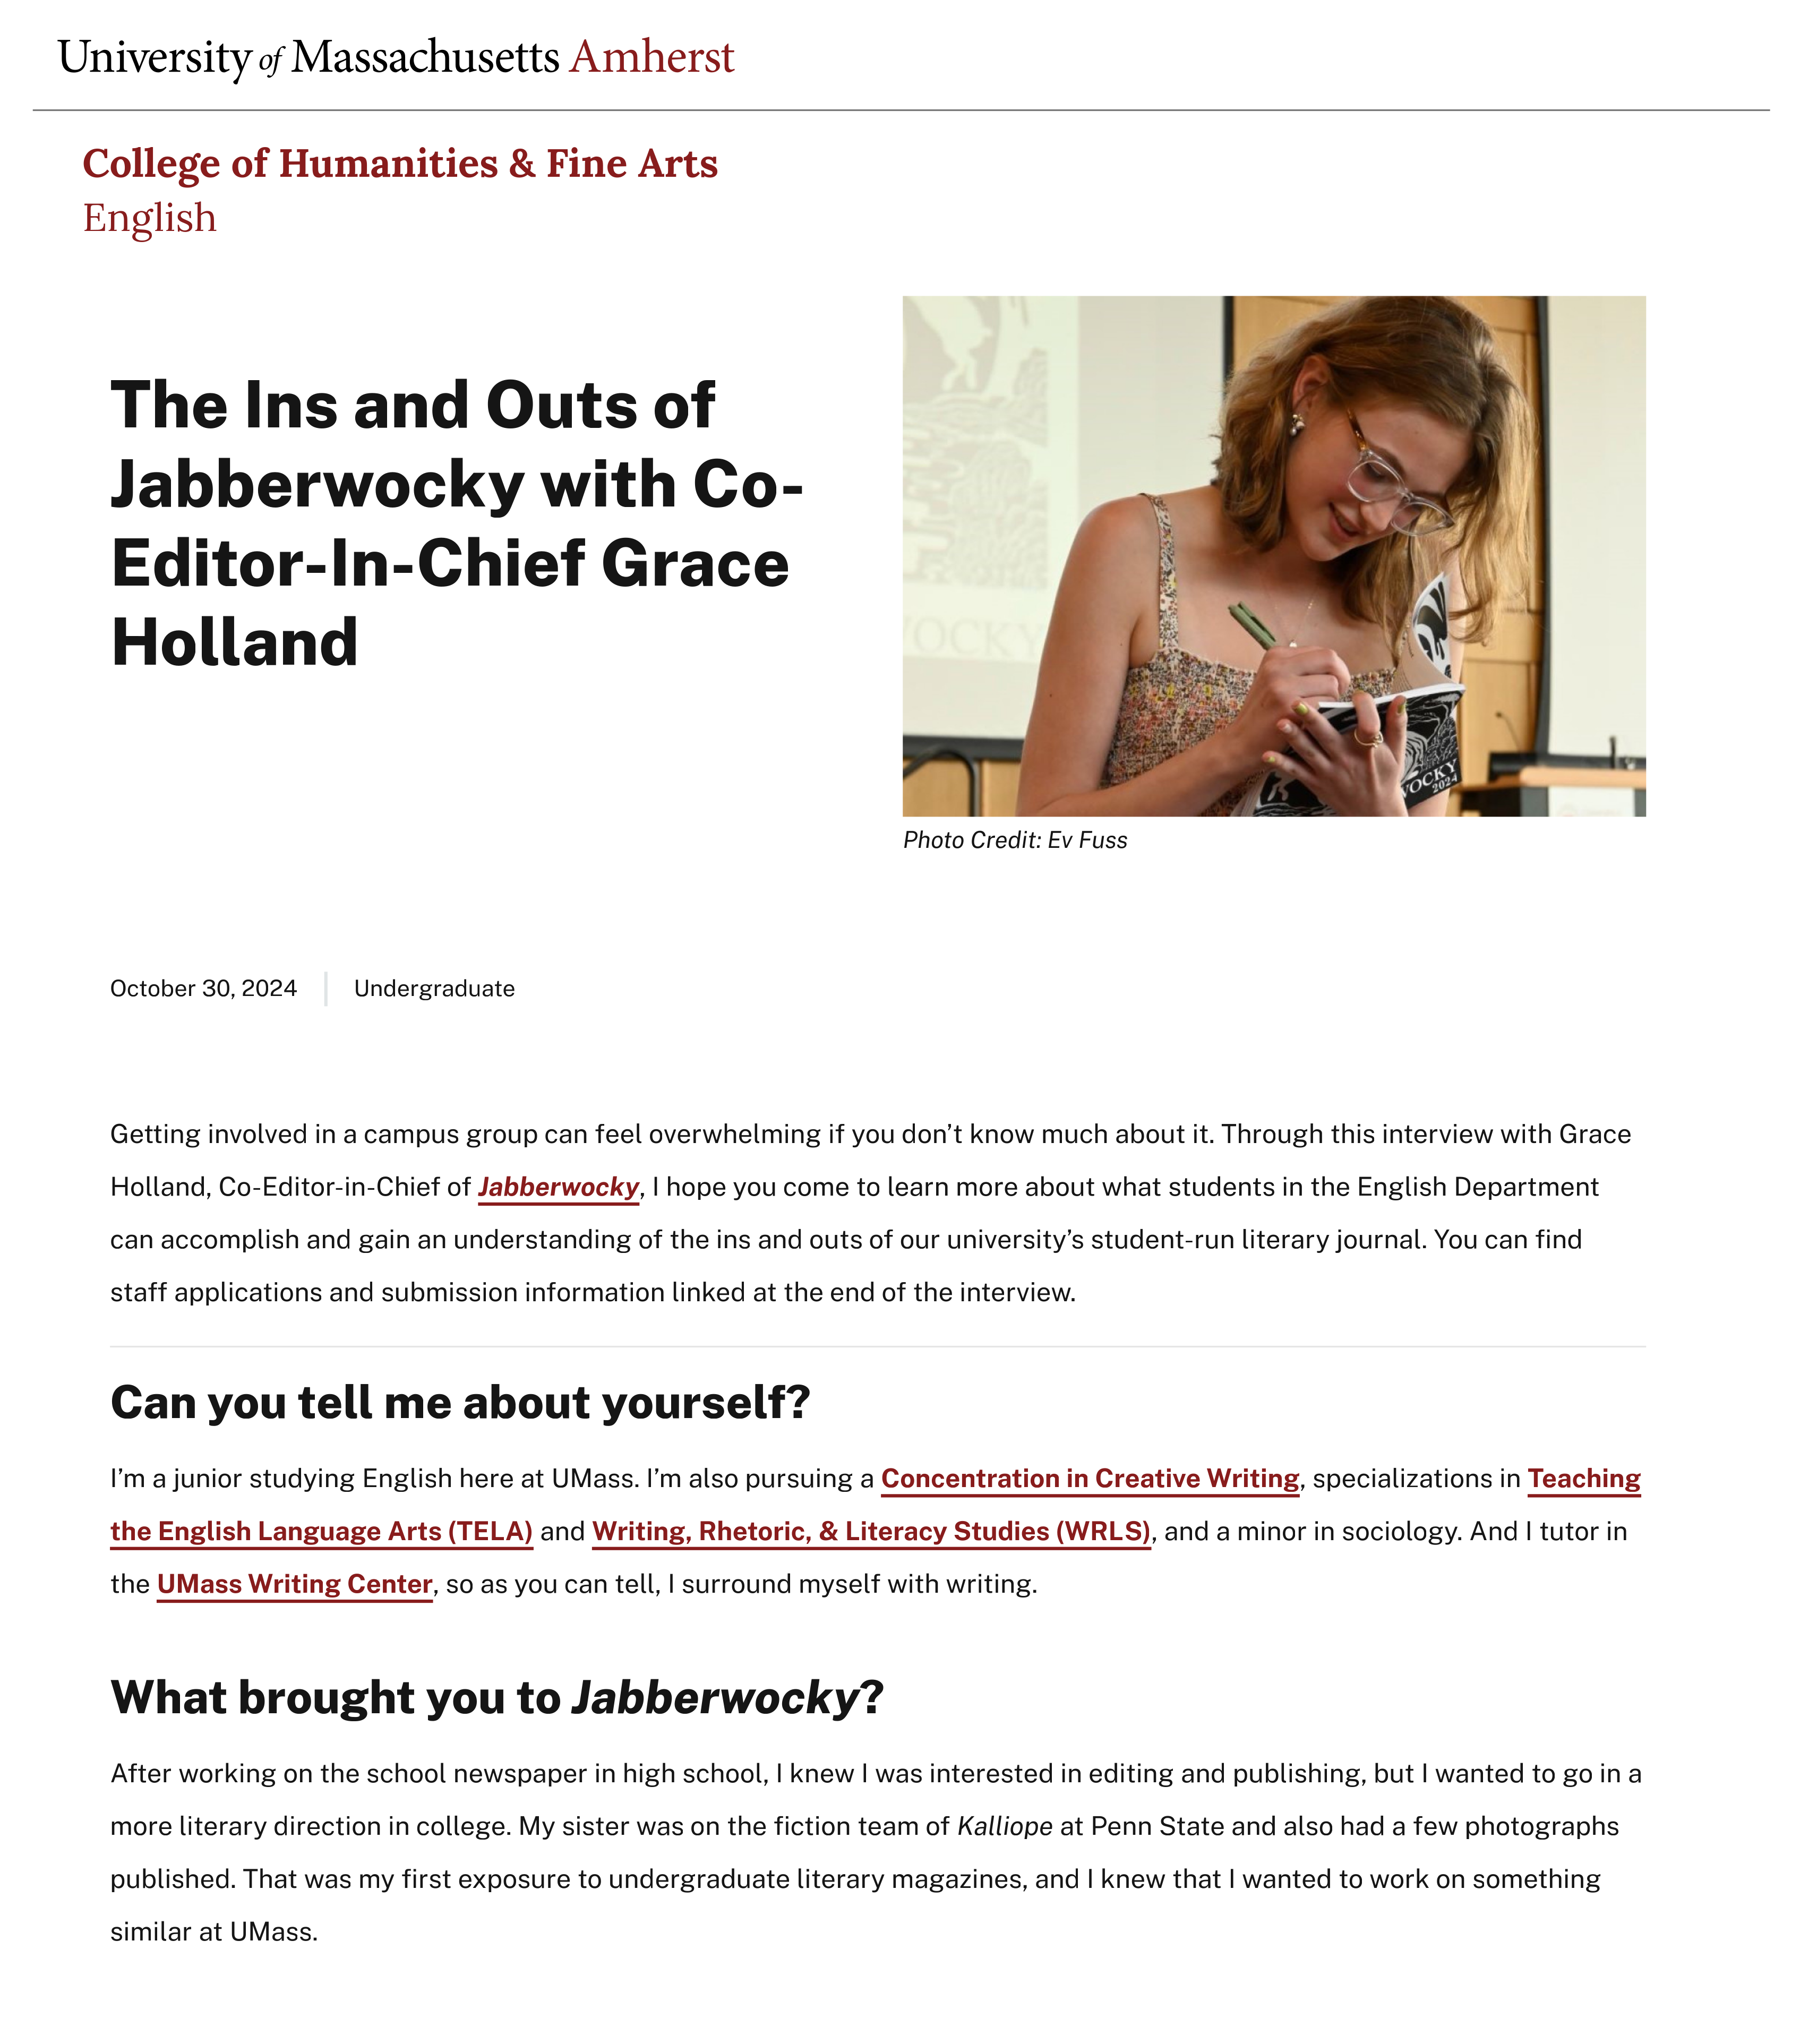 University of Massachusetts Amherst
College of Humanities & Fine Arts
English
The Ins and Outs of
Jabberwocky with Co-
Editor-In-Chief Grace
Holland
VOCKY
VOCKY
2024
Photo Credit: Ev Fuss
October 30, 2024
Undergraduate
Getting involved in a campus group can feel overwhelming if you don’t know much about it. Through this interview with Grace
Holland, Co-Editor-in-Chief of Jabberwocky, I hope you come to learn more about what students in the English Department
can accomplish and gain an understanding of the ins and outs of our university’s student-run literary journal. You can find
staff applications and submission information linked at the end of the interview.
Can you tell me about yourself?
I’m a junior studying English here at UMass. I’m also pursuing a Concentration in Creative Writing, specializations in Teaching
the English Language Arts (TELA) and Writing, Rhetoric, & Literacy Studies (WRLS), and a minor in sociology. And I tutor in
the UMass Writing Center, so as you can tell, I surround myself with writing.
What brought you to Jabberwocky?
After working on the school newspaper in high school, I knew I was interested in editing and publishing, but I wanted to go in a
more literary direction in college. My sister was on the fiction team of Kalliope at Penn State and also had a few photographs
published. That was my first exposure to undergraduate literary magazines, and I knew that I wanted to work on something
similar at UMass.